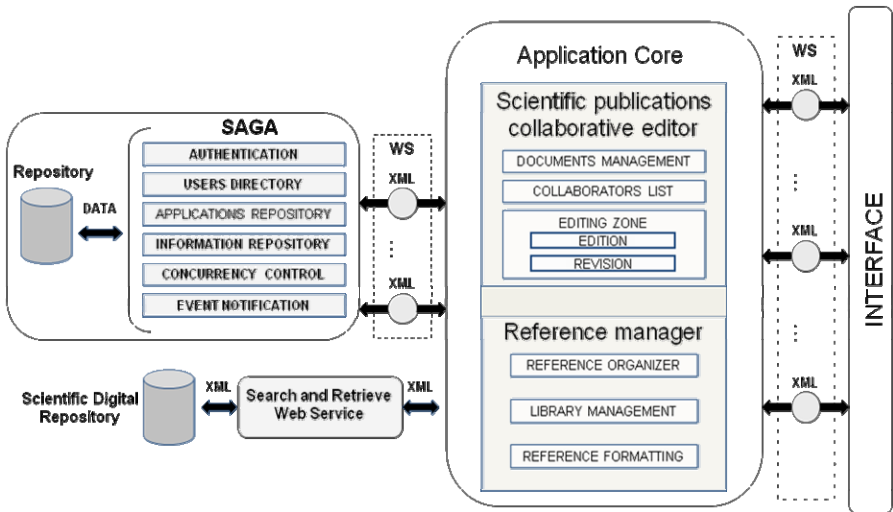 SAGA
AUTHENTICATION
USERS DIRECTORY
APPLICATIONS REPOSITORY
INFORMATION REPOSITORY
CONCURRENCY CONTROL
EVENT NOTIFICATION
Repository
DATA
WS
XML
...
XML
Scientific Digital
Repository
XML
Search and Retrieve
Web Service
XML
Application Core
Scientific publications
collaborative editor
DOCUMENTS MANAGEMENT
COLLABORATORS LIST
EDITING ZONE
EDITION
REVISION
Reference manager
REFERENCE ORGANIZER
LIBRARY MANAGEMENT
REFERENCE FORMATTING
WS
XML
...
XML
...
XML
INTERFACE